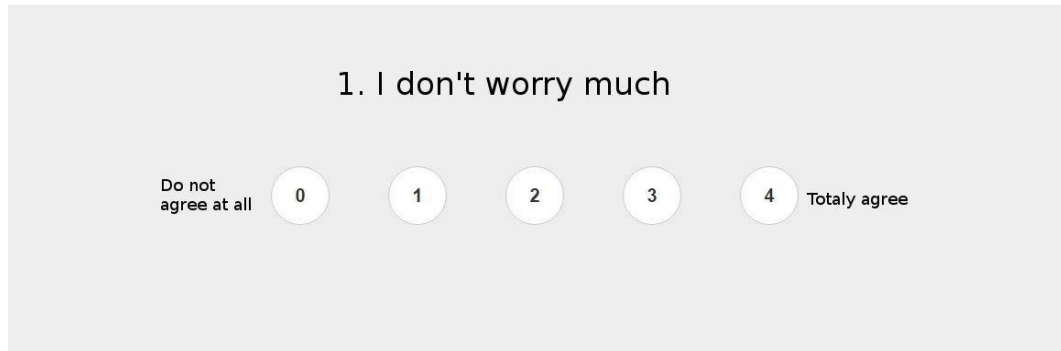 1. I don't worry much
Do not
agree at all
0 1 2 3 4
Totaly agree